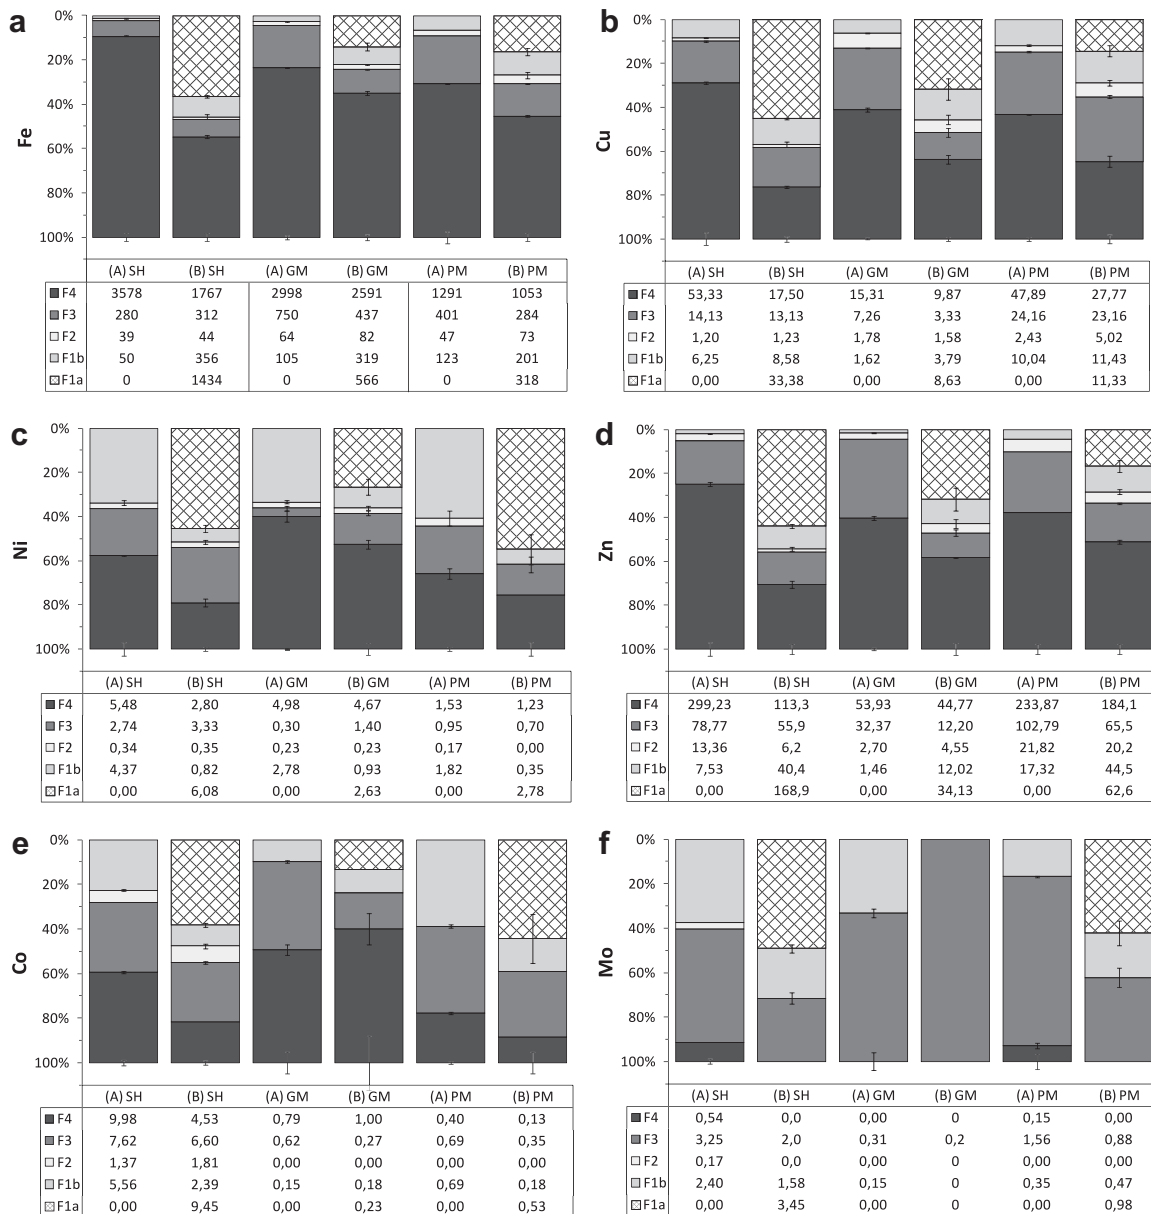 a
0%
20%
40%
60%
80%
100%
Fe
(A) SH (B) SH (A) GM (B) GM (A) PM (B) PM
F4 3578 1767 2998 2591 1291 1053
F3 280 312 750 437 401 284
F2 39 44 64 82 47 73
F1b 50 356 105 319 123 201
F1a 0 1434 0 566 0 318
b
0%
20%
40%
60%
80%
100%
Cu
(A) SH (B) SH (A) GM (B) GM (A) PM (B) PM
F4 53,33 17,50 15,31 9,87 47,89 27,77
F3 14,13 13,13 7,26 3,33 24,16 23,16
F2 1,20 1,23 1,78 1,58 2,43 5,02
F1b 6,25 8,58 1,62 3,79 10,04 11,43
F1a 0,00 33,38 0,00 8,63 0,00 11,33
c
0%
20%
40%
60%
80%
100%
Ni
(A) SH (B) SH (A) GM (B) GM (A) PM (B) PM
F4 5,48 2,80 4,98 4,67 1,53 1,23
F3 2,74 3,33 0,30 1,40 0,95 0,70
F2 0,34 0,35 0,23 0,23 0,17 0,00
F1b 4,37 0,82 2,78 0,93 1,82 0,35
F1a 0,00 6,08 0,00 2,63 0,00 2,78
d
0%
20%
40%
60%
80%
100%
Zn
(A) SH (B) SH (A) GM (B) GM (A) PM (B) PM
F4 299,23 113,3 53,93 44,77 233,87 184,1
F3 78,77 55,9 32,37 12,20 102,79 65,5
F2 13,36 6,2 2,70 4,55 21,82 20,2
F1b 7,53 40,4 1,46 12,02 17,32 44,5
F1a 0,00 168,9 0,00 34,13 0,00 62,6
e
0%
20%
40%
60%
80%
100%
Co
(A) SH (B) SH (A) GM (B) GM (A) PM (B) PM
F4 9,98 4,53 0,79 1,00 0,40 0,13
F3 7,62 6,60 0,62 0,27 0,69 0,35
F2 1,37 1,81 0,00 0,00 0,00 0,00
F1b 5,56 2,39 0,15 0,18 0,69 0,18
F1a 0,00 9,45 0,00 0,23 0,00 0,53
f
0%
20%
40%
60%
80%
100%
Mo
(A) SH (B) SH (A) GM (B) GM (A) PM (B) PM
F4 0,54 0,0 0,00 0 0,15 0,00
F3 3,25 2,0 0,31 0,2 1,56 0,88
F2 0,17 0,0 0,00 0 0,00 0,00
F1b 2,40 1,58 0,15 0 0,35 0,47
F1a 0,00 3,45 0,00 0 0,00 0,98